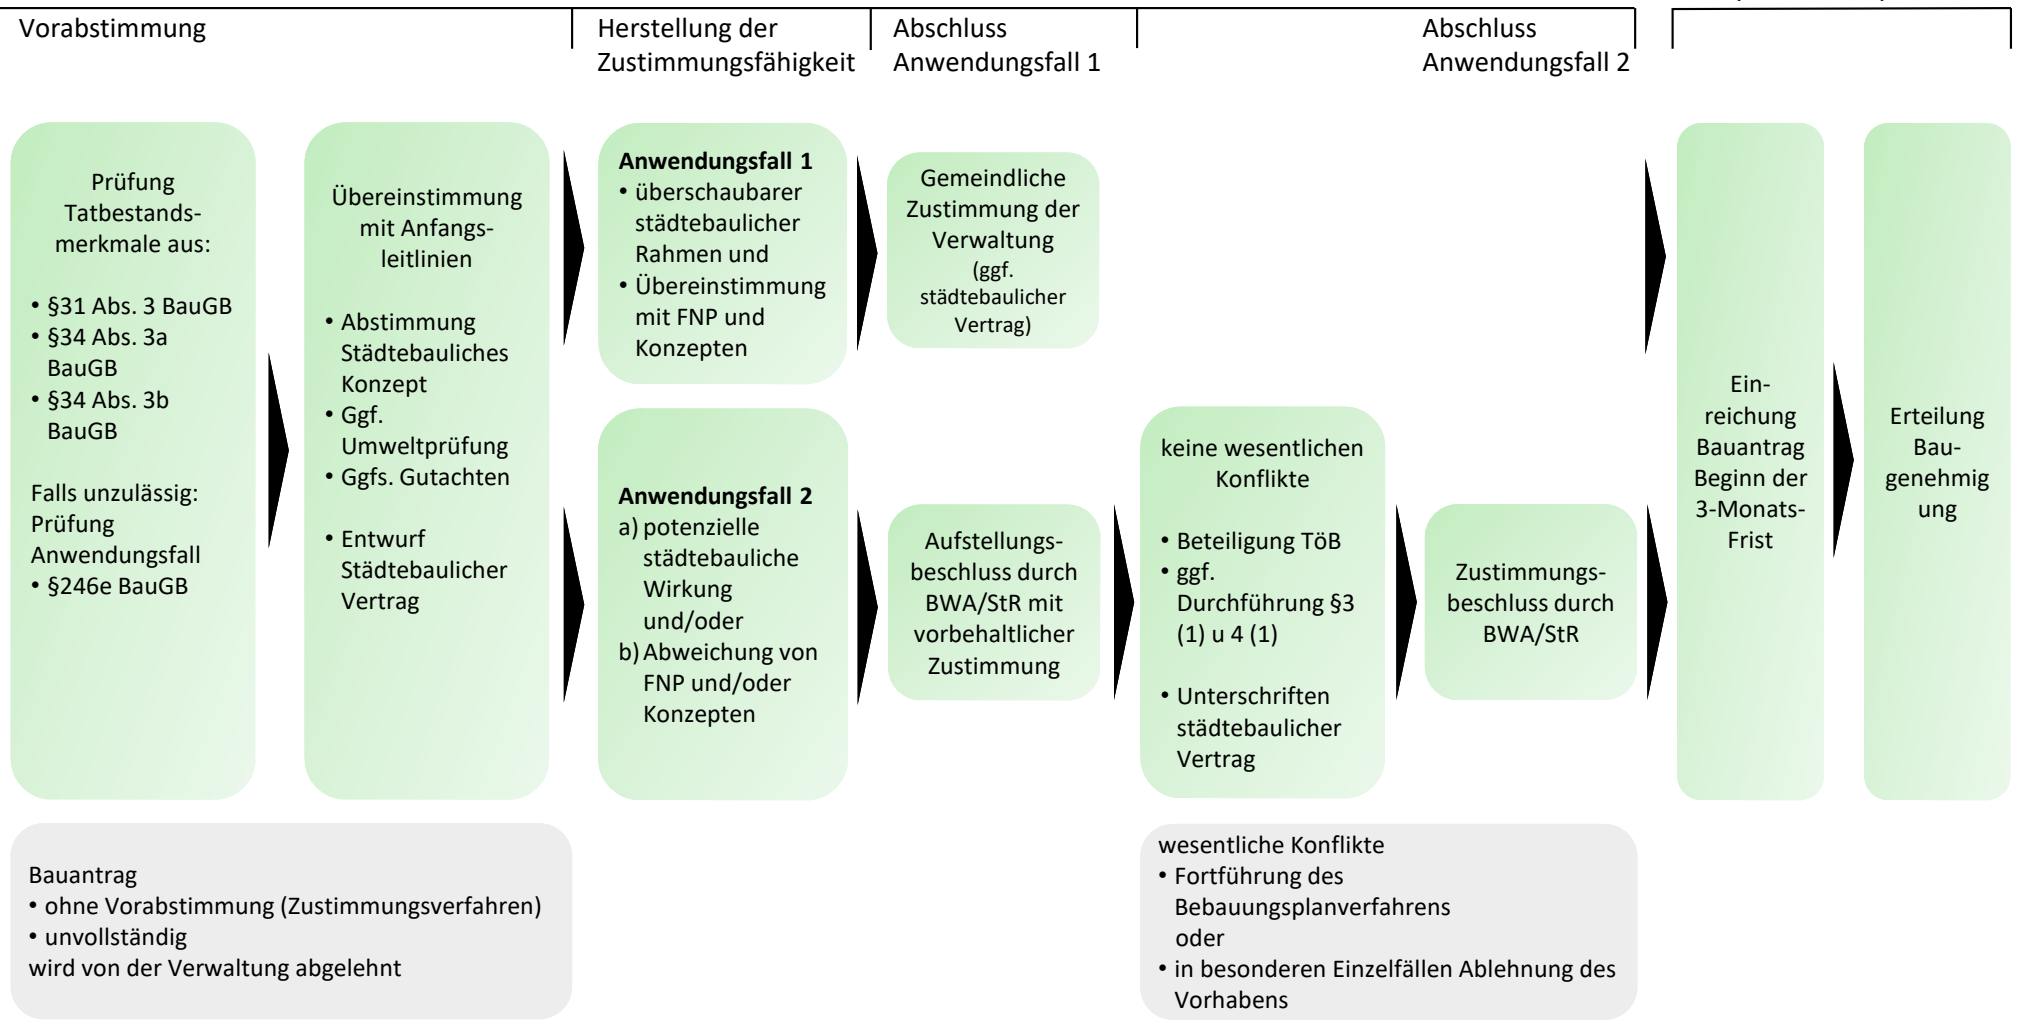 Vorabstimmung
Herstellung der
Zustimmungsfähigkeit
Abschluss
Anwendungsfall 1
Abschluss
Anwendungsfall 2
Prüfung
Tatbestands-
merkmale aus:
• §31 Abs. 3 BauGB
• §34 Abs. 3a
BauGB
• §34 Abs. 3b
BauGB
Falls unzulässig:
Prüfung
Anwendungsfall
• §246e BauGB
Übereinstimmung
mit Anfangs-
leitlinien
• Abstimmung
Städtebauliches
Konzept
• Ggf.
Umweltprüfung
• Ggfs. Gutachten
• Entwurf
Städtebaulicher
Vertrag
Anwendungsfall 1
• überschaubarer
städtebaulicher
Rahmen und
• Übereinstimmung
mit FNP und
Konzepten
Gemeindliche
Zustimmung der
Verwaltung
(ggf.
städtebaulicher
Vertrag)
Anwendungsfall 2
a) potenzielle
städtebauliche
Wirkung
und/oder
b) Abweichung von
FNP und/oder
Konzepten
Aufstellungs-
beschluss durch
BWA/StR mit
vorbehaltlicher
Zustimmung
keine wesentlichen
Konflikte
• Beteiligung TöB
• ggf.
Durchführung §3
(1) u 4 (1)
• Unterschriften
städtebaulicher
Vertrag
Zustimmungs-
beschluss durch
BWA/StR
Ein-
reichung
Bauantrag
Beginn der
3-Monats-
Frist
Erteilung
Bau-
genehmig
ung
Bauantrag
• ohne Vorabstimmung (Zustimmungsverfahren)
• unvollständig
wird von der Verwaltung abgelehnt
wesentliche Konflikte
• Fortführung des
Bebauungsplanverfahrens
oder
• in besonderen Einzelfällen Ablehnung des
Vorhabens